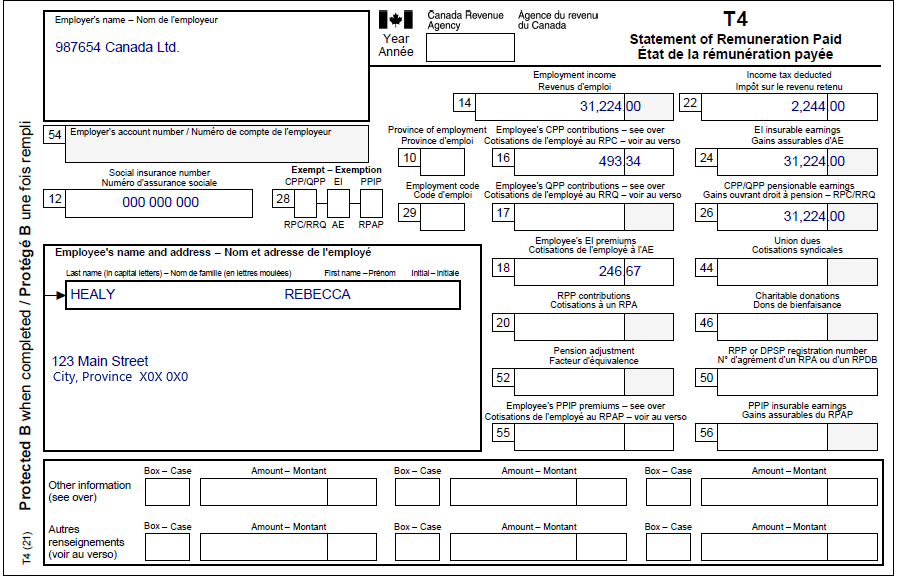 Employer's name – Nom de l'employeur
987654 Canada Ltd.
Canada Revenue Agency
Agence du revenu du Canada
Year
Année
T4
Statement of Remuneration Paid
État de la rémunération payée
Employment income
Revenus d'emploi
14 31,224 00
Income tax deducted
Impôt sur le revenu retenu
22 2,244 00
54 Employer's account number / Numéro de compte de l'employeur
Province of employment
Province d'emploi
10
Employee's CPP contributions – see over
Cotisations de l'employé au RPC – voir au verso
16 493 34
EI insurable earnings
Gains assurables d'AE
24 31,224 00
Social insurance number
Numéro d'assurance sociale
12 000 000 000
Exempt – Exemption
CPP/QPP EI PPIP
28
RPC/RRQ AE RPAP
Employment code
Code d'emploi
29
Employee's QPP contributions – see over
Cotisations de l'employé au RRQ – voir au verso
17
CPP/QPP pensionable earnings
Gains ouvrant droit à pension – RPC/RRQ
26 31,224 00
Employee's name and address – Nom et adresse de l'employé
Last name (in capital letters) – Nom de famille (en lettres moulées) First name – Prénom Initial – Initiale
HEALY REBECCA
123 Main Street
City, Province X0X 0X0
Employee's EI premiums
Cotisations de l'employé à l'AE
18 246 67
Union dues
Cotisations syndicales
44
RPP contributions
Cotisations à un RPA
20
Charitable donations
Dons de bienfaisance
46
Pension adjustment
Facteur d'équivalence
52
RPP or DPSP registration number
N° d'agrément d'un RPA ou d'un RPDB
50
Employee's PPIP premiums – see over
Cotisations de l'employé au RPAP – voir au verso
55
PPIP insurable earnings
Gains assurables du RPAP
56
Box – Case Amount – Montant Box – Case Amount – Montant Box – Case Amount – Montant
Other information
(see over)
Box – Case Amount – Montant Box – Case Amount – Montant Box – Case Amount – Montant
Autres
renseignements
(voir au verso)
Protected B when completed / Protégé B une fois rempli
T4 (21)